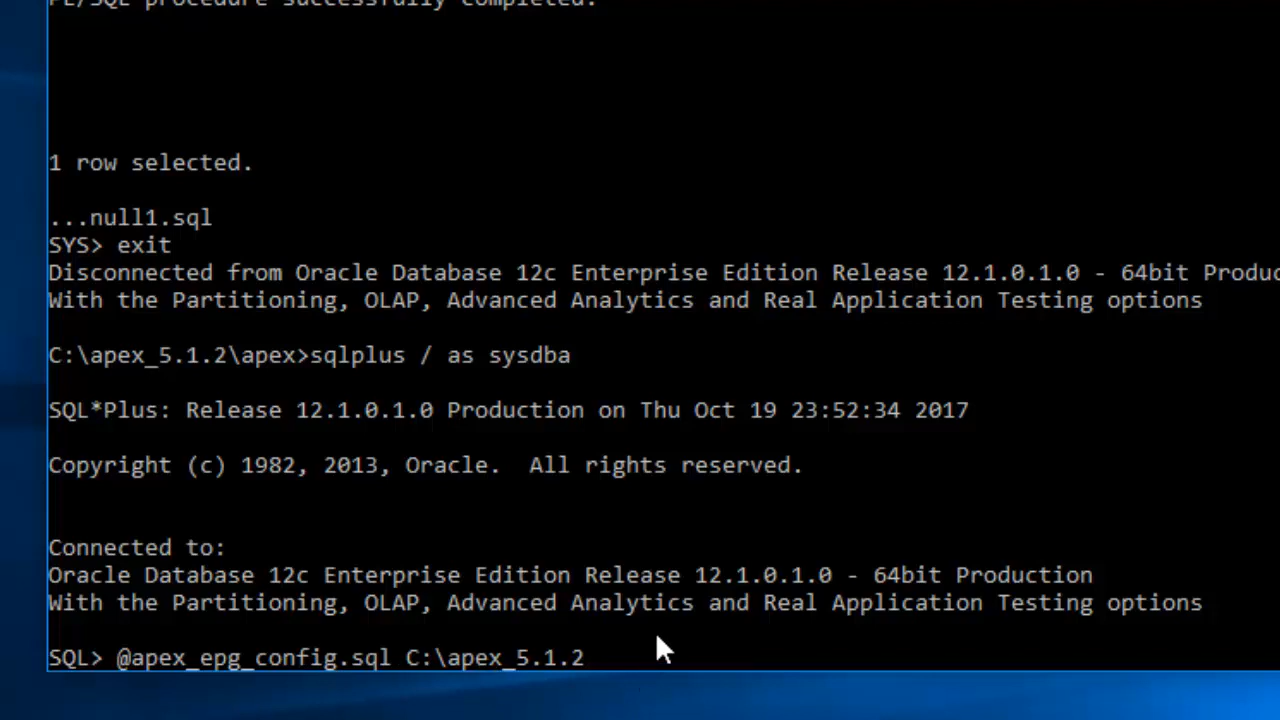 PL/SQL procedure successfully completed.
1 row selected.
...null1.sql
SYS> exit
Disconnected from Oracle Database 12c Enterprise Edition Release 12.1.0.1.0 - 64bit Produc
With the Partitioning, OLAP, Advanced Analytics and Real Application Testing options
C:\apex_5.1.2\apex>sqlplus / as sysdba
SQL*Plus: Release 12.1.0.1.0 Production on Thu Oct 19 23:52:34 2017
Copyright (c) 1982, 2013, Oracle.  All rights reserved.
Connected to:
Oracle Database 12c Enterprise Edition Release 12.1.0.1.0 - 64bit Production
With the Partitioning, OLAP, Advanced Analytics and Real Application Testing options
SQL> @apex_epg_config.sql C:\apex_5.1.2